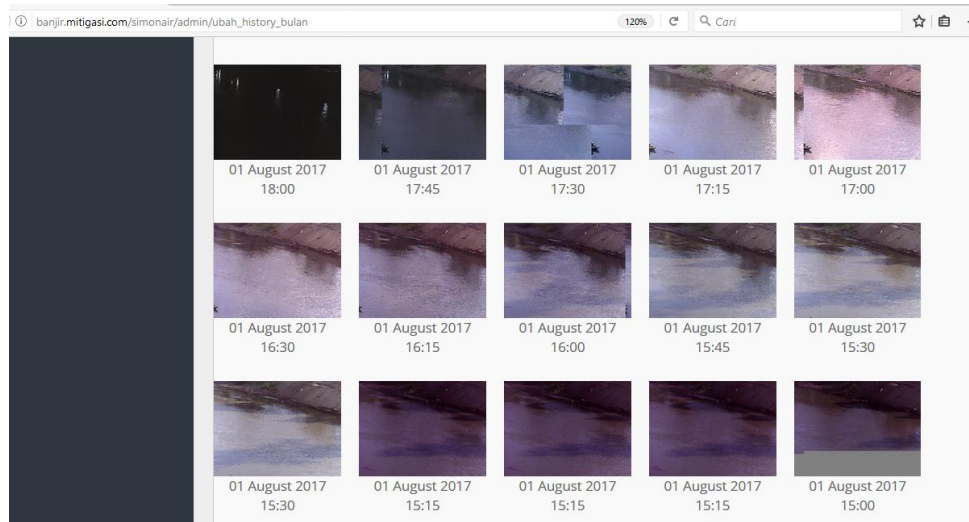 banjir.mitigasi.com/simonair/admin/ubah_history_bulan 120% Cari
01 August 2017 01 August 2017 01 August 2017 01 August 2017 01 August 2017
18:00 17:45 17:30 17:15 17:00
01 August 2017 01 August 2017 01 August 2017 01 August 2017 01 August 2017
16:30 16:15 16:00 15:45 15:30
01 August 2017 01 August 2017 01 August 2017 01 August 2017 01 August 2017
15:30 15:15 15:15 15:15 15:00